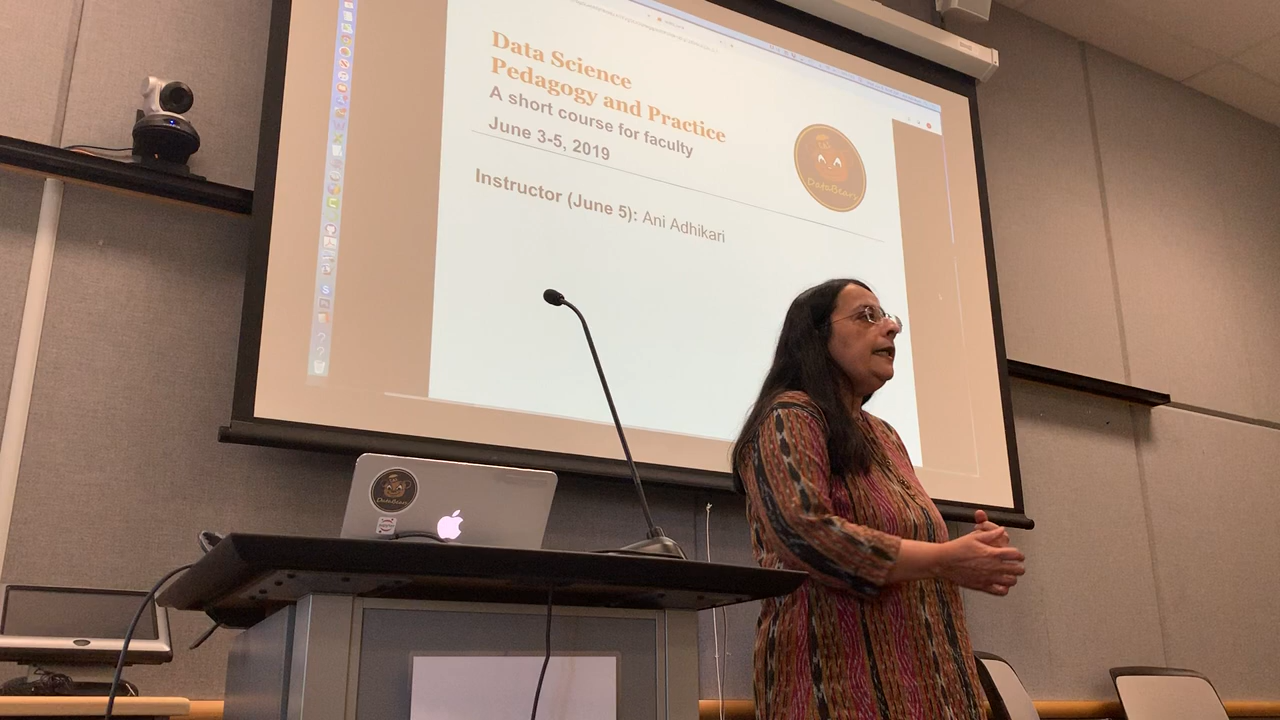 Data Science
Pedagogy and Practice
A short course for faculty
June 3-5, 2019
Instructor (June 5): Ani Adhikari
DataBears
DataBears